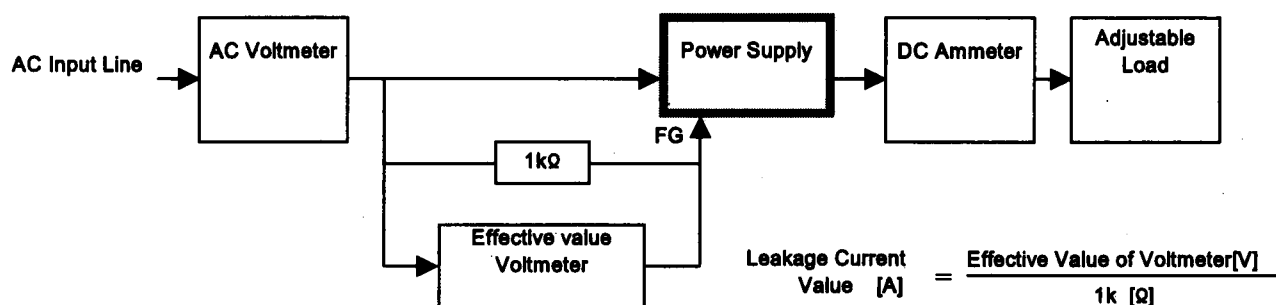 AC Input Line
AC Voltmeter
Power Supply
DC Ammeter
Adjustable
Load
FG
1kΩ
Effective value
Voltmeter
Leakage Current
Value [A]
= Effective Value of Voltmeter[V]
1k [Ω]